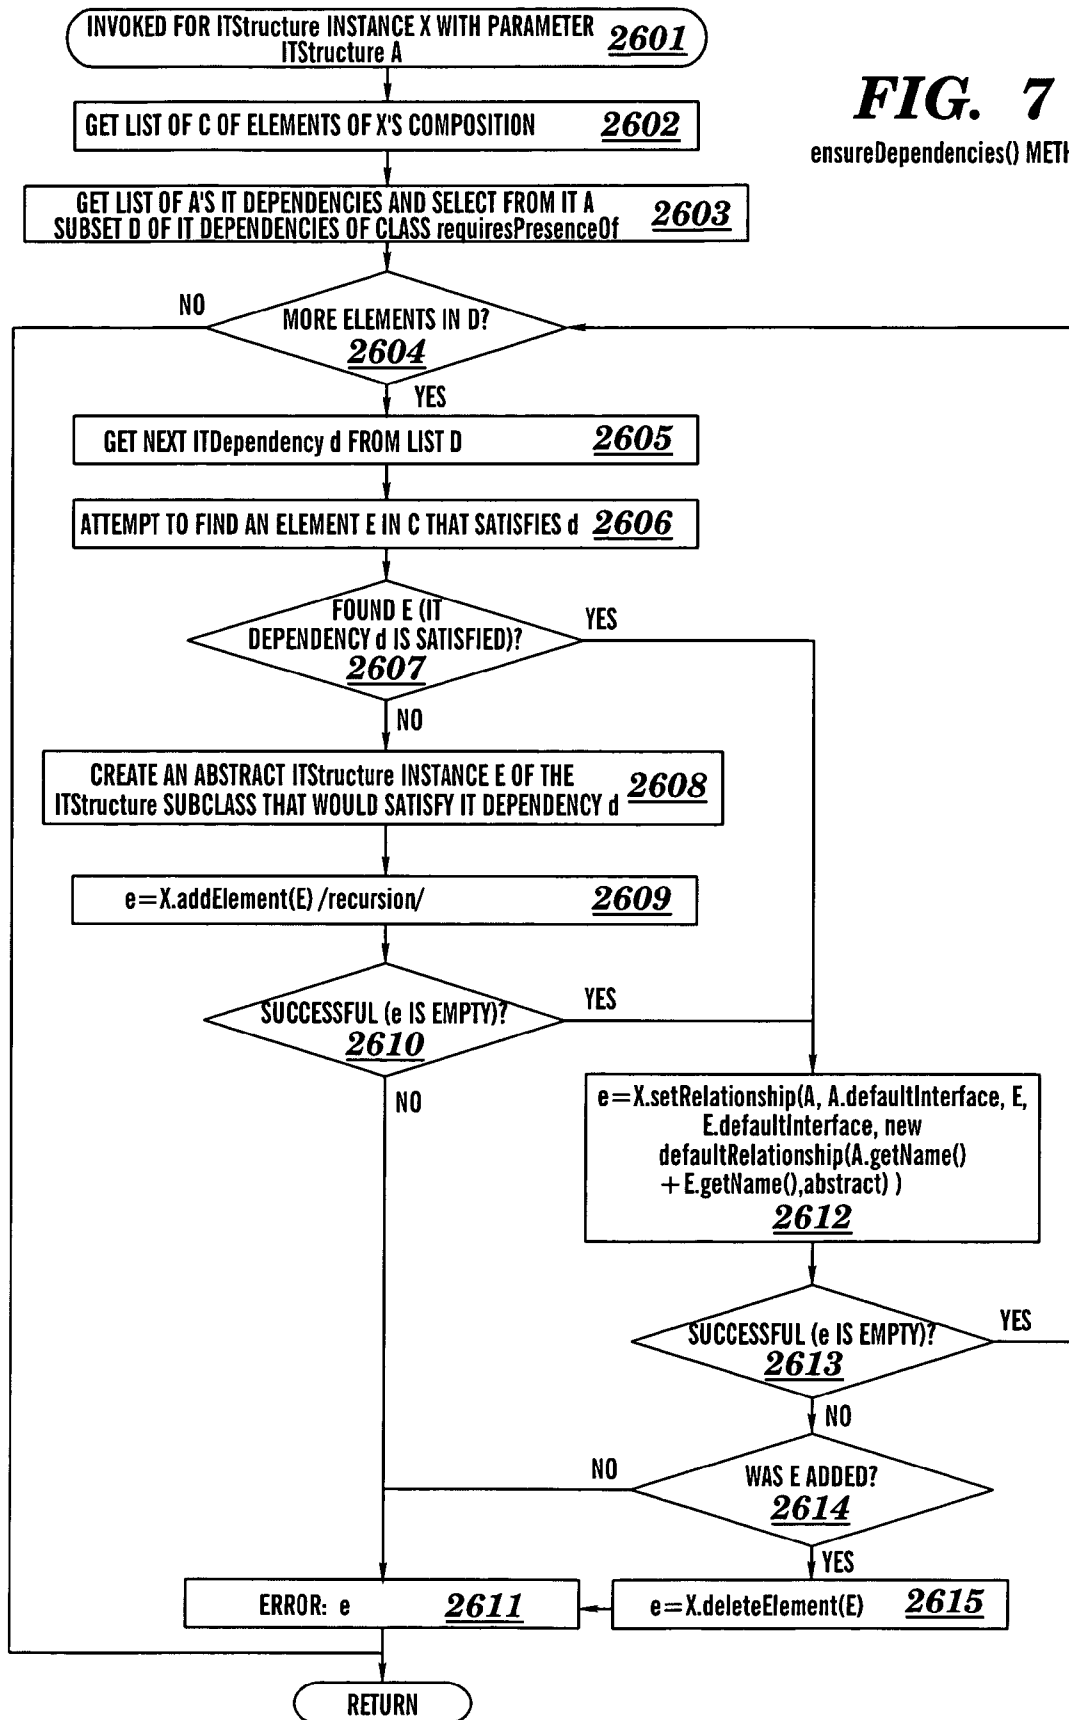 INVOKED FOR ITStructure INSTANCE X WITH PARAMETER
ITStructure A
2601
FIG. 7
ensureDependencies() METH
GET LIST OF C OF ELEMENTS OF X'S COMPOSITION 2602
GET LIST OF A'S IT DEPENDENCIES AND SELECT FROM IT A
SUBSET D OF IT DEPENDENCIES OF CLASS requiresPresenceOf
2603
NO
MORE ELEMENTS IN D?
2604
YES
GET NEXT ITDependency d FROM LIST D 2605
ATTEMPT TO FIND AN ELEMENT E IN C THAT SATISFIES d 2606
FOUND E (IT
DEPENDENCY d IS SATISFIED)?
2607
YES
NO
CREATE AN ABSTRACT ITStructure INSTANCE E OF THE
ITStructure SUBCLASS THAT WOULD SATISFY IT DEPENDENCY d
2608
e=X.addElement(E) /recursion/ 2609
SUCCESSFUL (e IS EMPTY)?
2610
YES
NO
e=X.setRelationship(A, A.defaultInterface, E,
E.defaultInterface, new
defaultRelationship(A.getName()
+E.getName(),abstract) )
2612
SUCCESSFUL (e IS EMPTY)?
2613
YES
NO
WAS E ADDED?
2614
NO
YES
ERROR: e 2611
e=X.deleteElement(E) 2615
RETURN